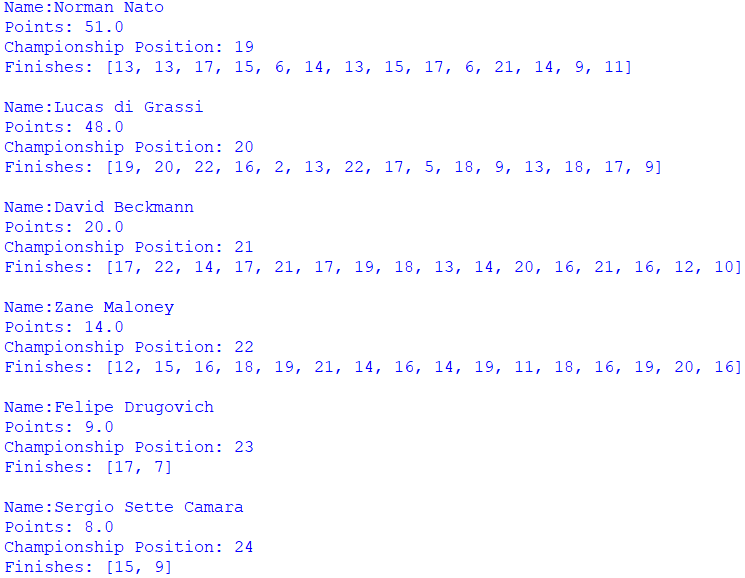 Name:Norman Nato
Points: 51.0
Championship Position: 19
Finishes: [13, 13, 17, 15, 6, 14, 13, 15, 17, 6, 21, 14, 9, 11]
Name:Lucas di Grassi
Points: 48.0
Championship Position: 20
Finishes: [19, 20, 22, 16, 2, 13, 22, 17, 5, 18, 9, 13, 18, 17, 9]
Name:David Beckmann
Points: 20.0
Championship Position: 21
Finishes: [17, 22, 14, 17, 21, 17, 19, 18, 13, 14, 20, 16, 21, 16, 12, 10]
Name:Zane Maloney
Points: 14.0
Championship Position: 22
Finishes: [12, 15, 16, 18, 19, 21, 14, 16, 14, 19, 11, 18, 16, 19, 20, 16]
Name:Felipe Drugovich
Points: 9.0
Championship Position: 23
Finishes: [17, 7]
Name:Sergio Sette Camara
Points: 8.0
Championship Position: 24
Finishes: [15, 9]